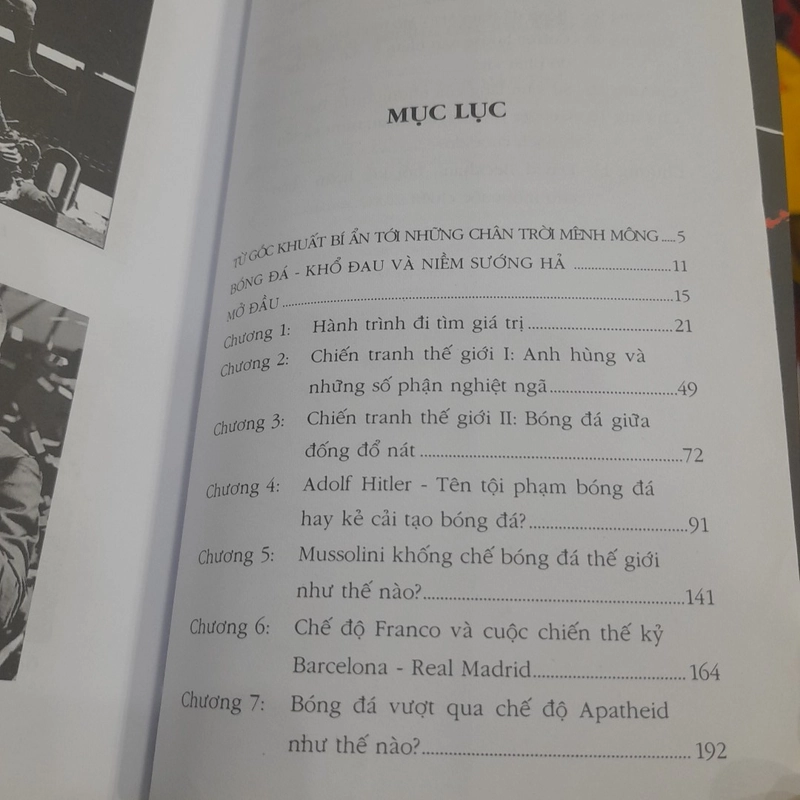 MỤC LỤC
TỪ GÓC KHUẤT BÍ ẨN TỚI NHỮNG CHÂN TRỜI MÊNH MÔNG.....5
BÓNG ĐÁ - KHỔ ĐAU VÀ NIỀM SƯỚNG HẢ ..................11
MỞ ĐẦU ..................15
Chương 1: Hành trình đi tìm giá trị..................21
Chương 2: Chiến tranh thế giới I: Anh hùng và
những số phận nghiệt ngã..................49
Chương 3: Chiến tranh thế giới II: Bóng đá giữa
đống đổ nát ..................72
Chương 4: Adolf Hitler - Tên tội phạm bóng đá
hay kẻ cải tạo bóng đá?..................91
Chương 5: Mussolini khống chế bóng đá thế giới
như thế nào?..................141
Chương 6: Chế độ Franco và cuộc chiến thế kỷ
Barcelona - Real Madrid..................164
Chương 7: Bóng đá vượt qua chế độ Apatheid
như thế nào?..................192